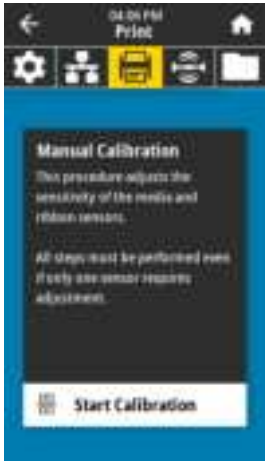 04:06 PM
Print
Manual Calibration
This procedure adjusts the
sensitivity of the media and
ribbon sensors.
All steps must be performed even
if only one sensor requires
adjustment.
Start Calibration